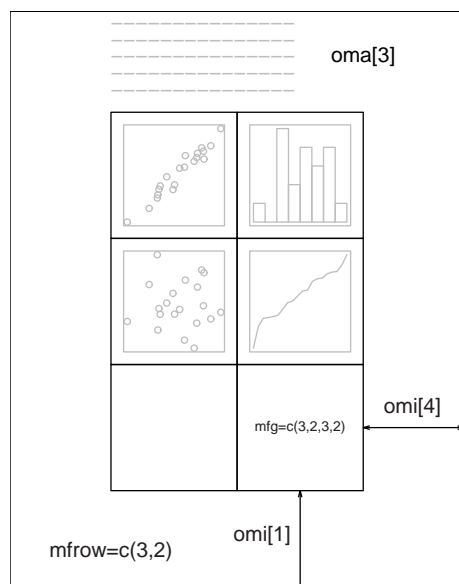 oma[3]
omi[4]
mfg=c(3,2,3,2)
omi[1]
mfrow=c(3,2)